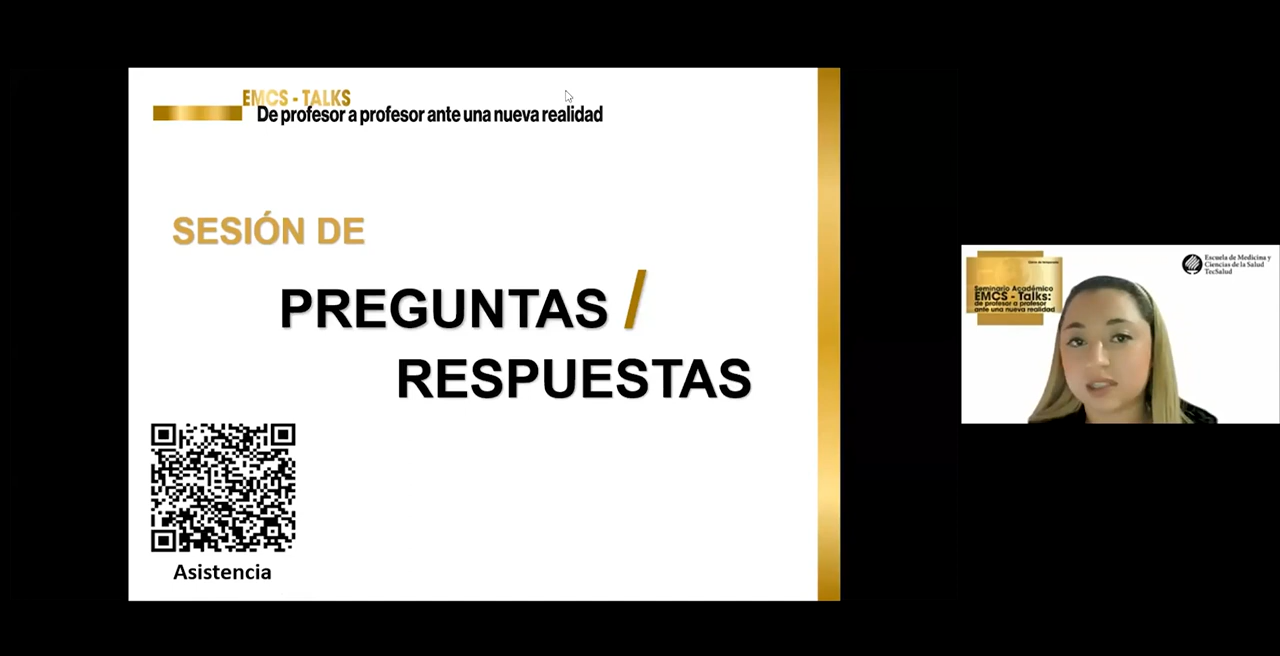 EMCS - TALKS
De profesor a profesor ante una nueva realidad
SESIÓN DE
PREGUNTAS /
RESPUESTAS
Asistencia
Seminario Académico
EMCS - Talks:
de profesor a profesor
ante una nueva realidad
Escuela de Medicina y
Ciencias de la Salud
TecSalud